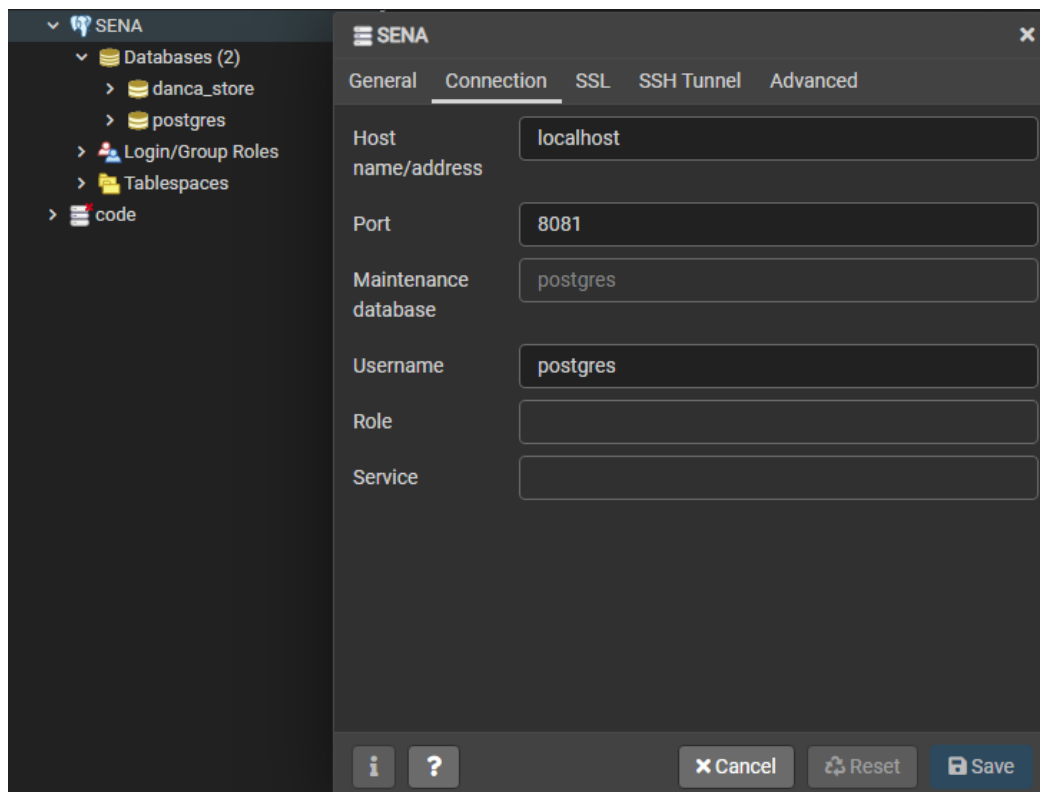 SENA
Databases (2)
danca_store
postgres
Login/Group Roles
Tablespaces
code
SENA
General Connection SSL SSH Tunnel Advanced
Host
name/address
localhost
Port
8081
Maintenance
database
postgres
Username
postgres
Role
Service
i ? Cancel Reset Save